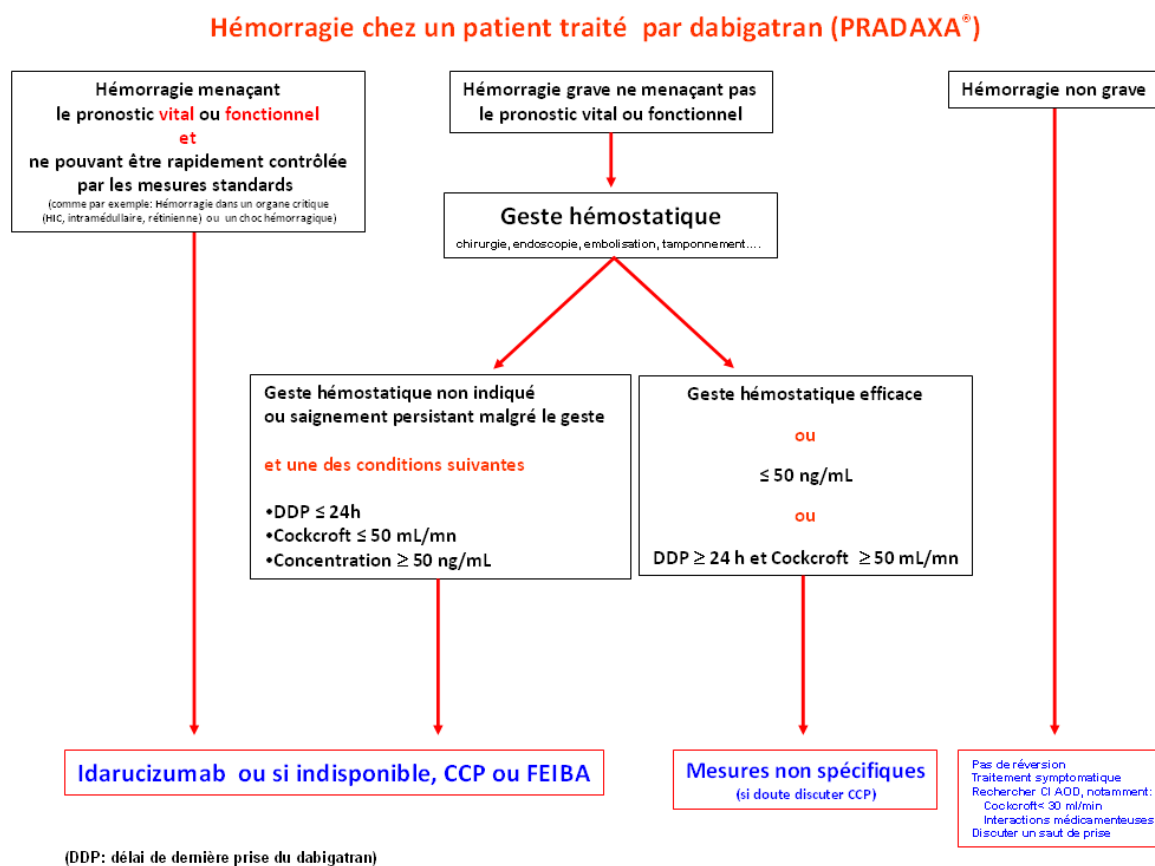 Hémorragie chez un patient traité par dabigatran (PRADAXA®)
Hémorragie menaçant
le pronostic vital ou fonctionnel
et
ne pouvant être rapidement contrôlée
par les mesures standards
(comme par exemple: Hémorragie dans un organe critique
(HIC, intramédullaire, rétinienne) ou un choc hémorragique)
Hémorragie grave ne menaçant pas
le pronostic vital ou fonctionnel
Hémorragie non grave
Geste hémostatique
chirurgie, endoscopie, embolisation, tamponnement….
Geste hémostatique non indiqué
ou saignement persistant malgré le geste
et une des conditions suivantes
•DDP ≤ 24h
•Cockcroft ≤ 50 mL/mn
•Concentration ≥ 50 ng/mL
Geste hémostatique efficace
ou
≤ 50 ng/mL
ou
DDP ≥ 24 h et Cockcroft ≥ 50 mL/mn
Idarucizumab ou si indisponible, CCP ou FEIBA
Mesures non spécifiques
(si doute discuter CCP)
Pas de réversion
Traitement symptomatique
Rechercher CI AOD, notamment:
Cockcroft< 30 ml/min
Interactions médicamenteuses
Discuter un saut de prise
(DDP: délai de dernière prise du dabigatran)